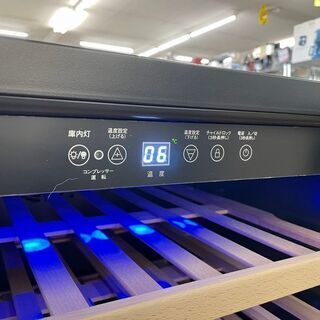 庫内灯
温度設定
(上げる)
温度設定
(下げる)
チャイルドロック
(3秒長押し)
電源 入/切
(3秒長押し)
06
℃
コンプレッサー
運転
温度